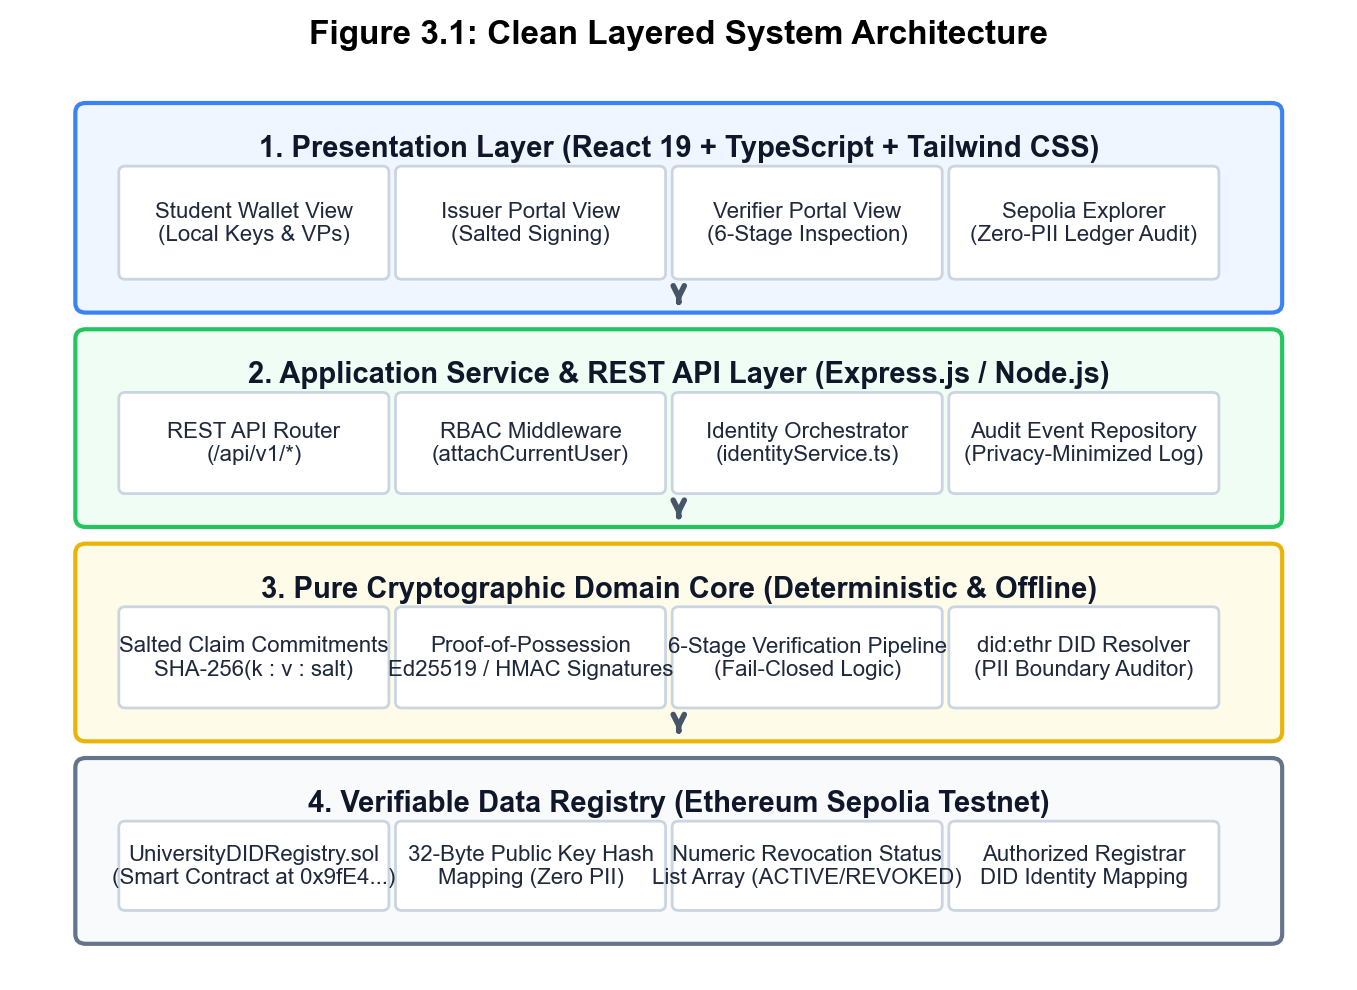 Figure 3.1: Clean Layered System Architecture
1. Presentation Layer (React 19 + TypeScript + Tailwind CSS)
Student Wallet View
(Local Keys & VPs)
Issuer Portal View
(Salted Signing)
Verifier Portal View
(6-Stage Inspection)
Sepolia Explorer
(Zero-PII Ledger Audit)
2. Application Service & REST API Layer (Express.js / Node.js)
REST API Router
(/api/v1/*)
RBAC Middleware
(attachCurrentUser)
Identity Orchestrator
(identityService.ts)
Audit Event Repository
(Privacy-Minimized Log)
3. Pure Cryptographic Domain Core (Deterministic & Offline)
Salted Claim Commitments
SHA-256(k : v : salt)
Proof-of-Possession
Ed25519 / HMAC Signatures
6-Stage Verification Pipeline
(Fail-Closed Logic)
did:ethr DID Resolver
(PII Boundary Auditor)
4. Verifiable Data Registry (Ethereum Sepolia Testnet)
UniversityDIDRegistry.sol
(Smart Contract at 0x9fE4...)
32-Byte Public Key Hash
Mapping (Zero PII)
Numeric Revocation Status
List Array (ACTIVE/REVOKED)
Authorized Registrar
DID Identity Mapping